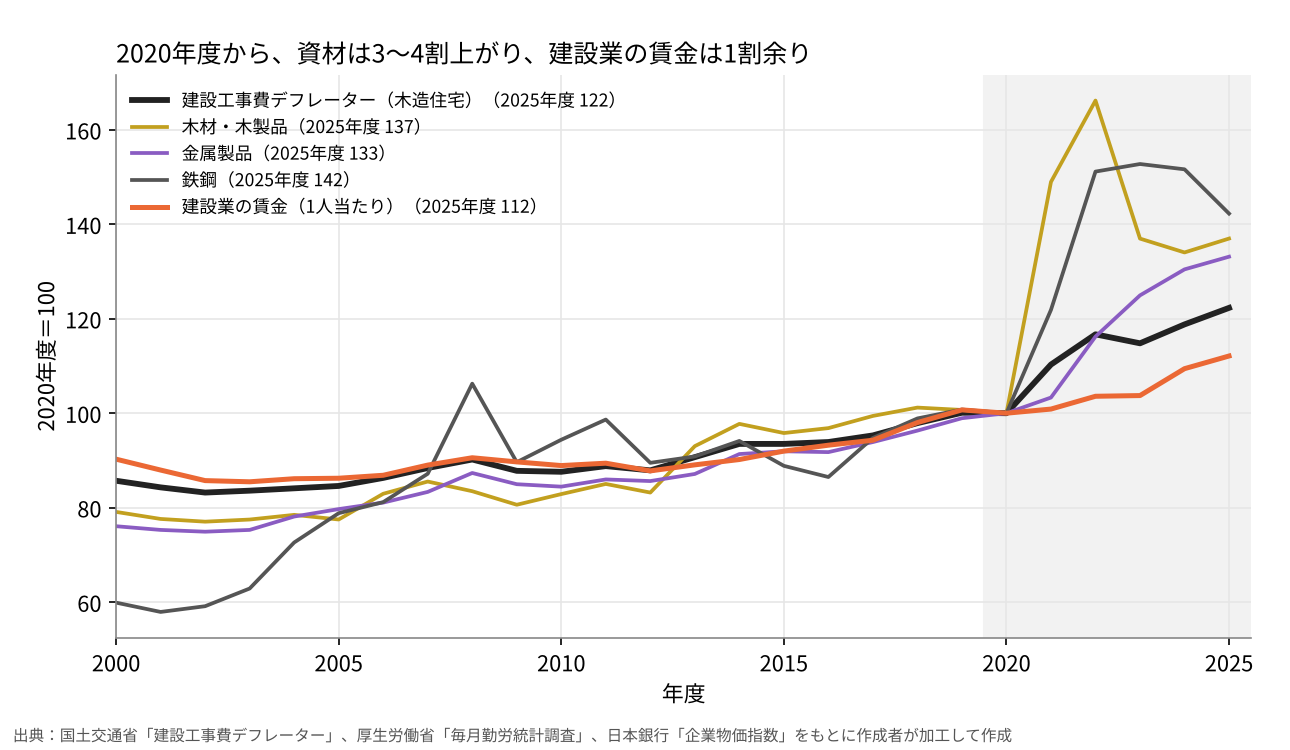 2020年度から、資材は3〜4割上がり、建設業の賃金は1割余り
建設工事費デフレーター（木造住宅）（2025年度 122）
木材・木製品（2025年度 137）
金属製品（2025年度 133）
鉄鋼（2025年度 142）
建設業の賃金（1人当たり）（2025年度 112）
2020年度＝100
160
140
120
100
80
60
2000
2005
2010
2015
2020
2025
年度
出典：国土交通省「建設工事費デフレーター」、厚生労働省「毎月勤労統計調査」、日本銀行「企業物価指数」をもとに作成者が加工して作成